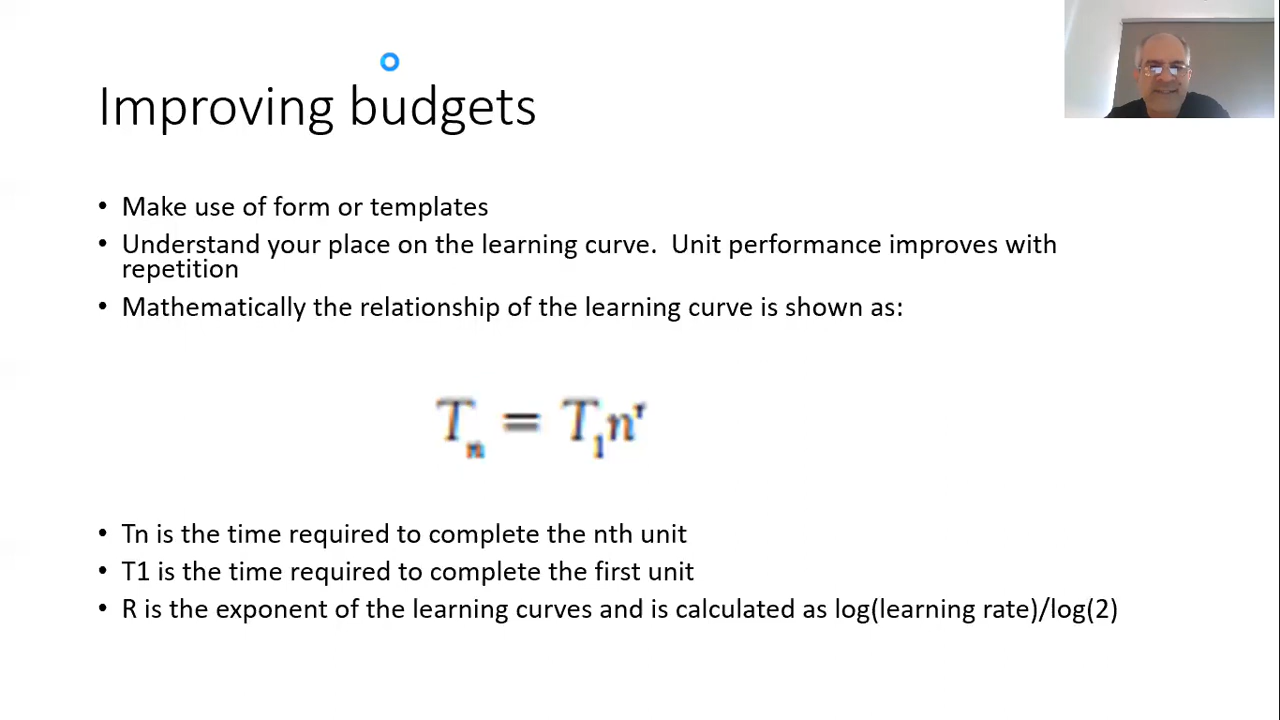 Improving budgets
• Make use of form or templates
• Understand your place on the learning curve.  Unit performance improves with
repetition
• Mathematically the relationship of the learning curve is shown as:
Tₙ = T₁nʳ
• Tn is the time required to complete the nth unit
• T1 is the time required to complete the first unit
• R is the exponent of the learning curves and is calculated as log(learning rate)/log(2)